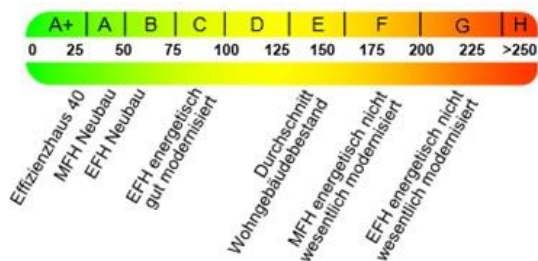 A+ A B C D E F G H
0 25 50 75 100 125 150 175 200 225 >250
Effizienzhaus 40
MFH Neubau
EFH Neubau
EFH energetisch
gut modernisiert
Durchschnitt
Wohngebäudebestand
MFH energetisch nicht
wesentlich modernisiert
EFH energetisch nicht
wesentlich modernisiert